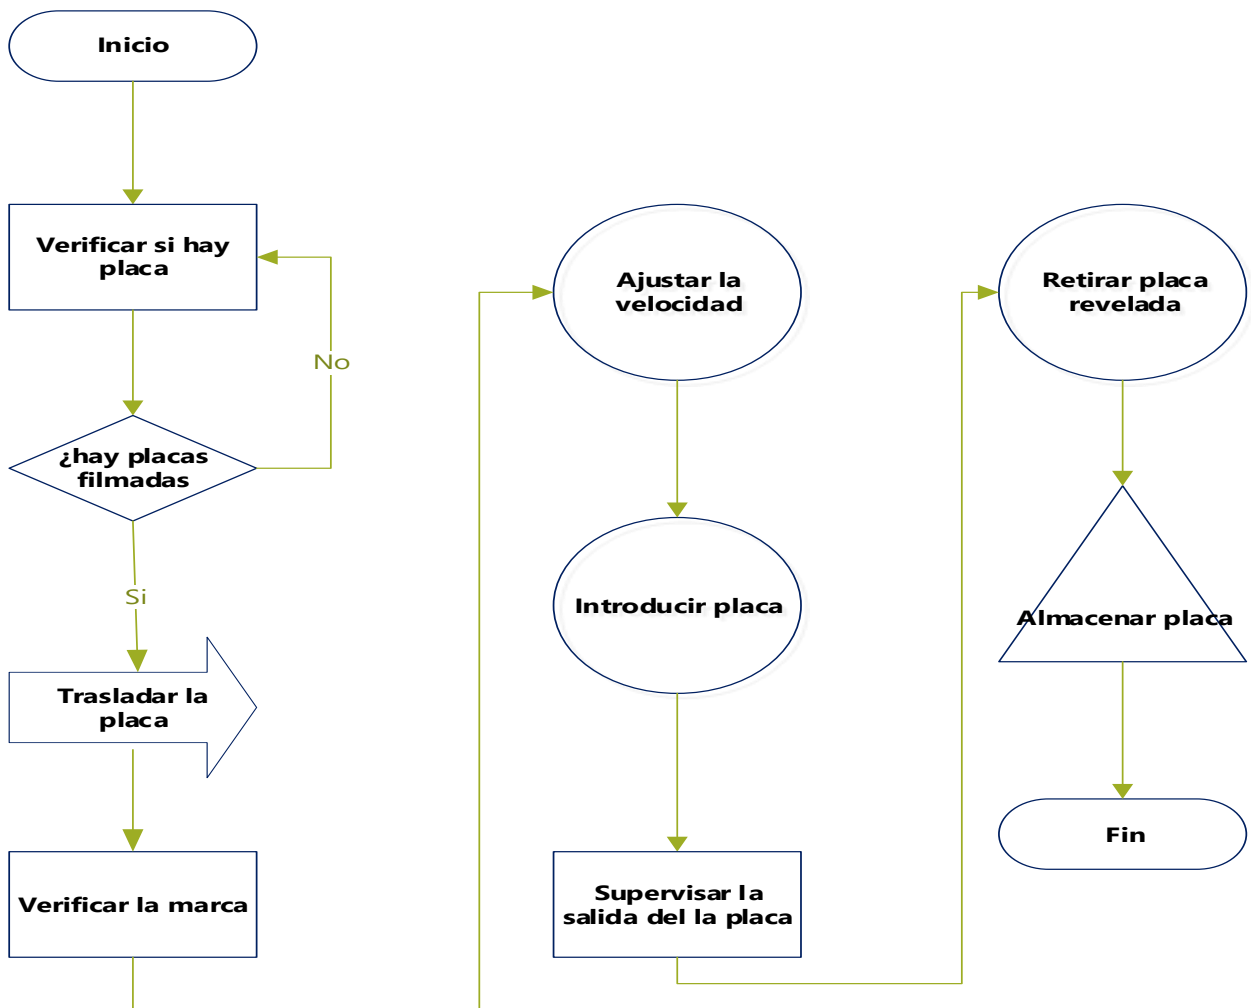 Inicio
Verificar si hay
placa
No
¿hay placas
filmadas
Si
Trasladar la
placa
Verificar la marca
Ajustar la
velocidad
Introducir placa
Supervisar la
salida del la placa
Retirar placa
revelada
Almacenar placa
Fin